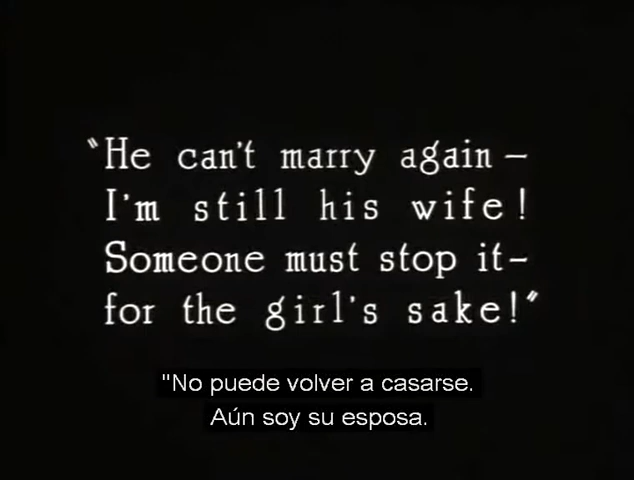 "He can't marry again –
I'm still his wife!
Someone must stop it–
for the girl's sake!"
"No puede volver a casarse.
Aún soy su esposa.